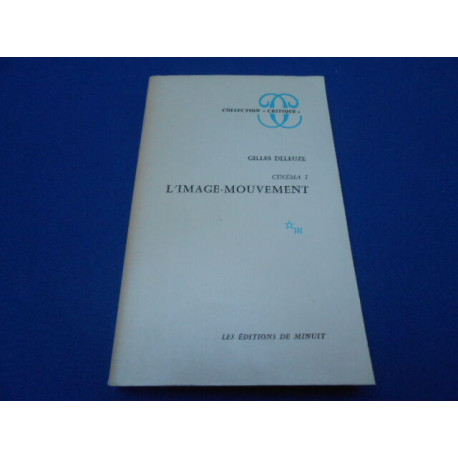 COLLECTION « CRITIQUE »
GILLES DELEUZE
CINÉMA 1
L'IMAGE-MOUVEMENT
LES ÉDITIONS DE MINUIT